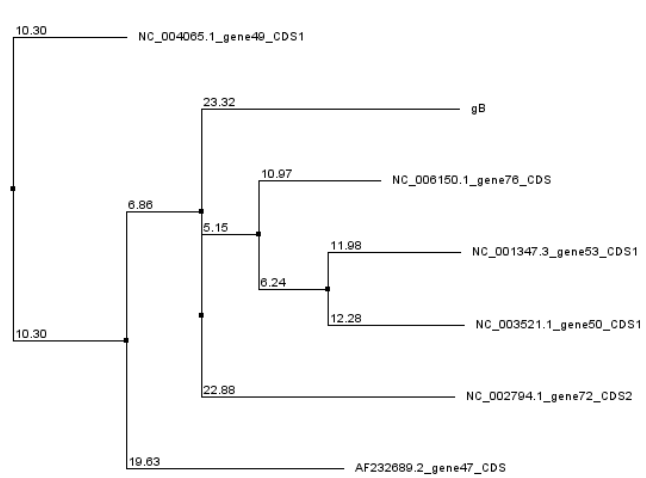 10.30
NC_004065.1_gene49_CDS1
23.32
gB
10.97
NC_006150.1_gene76_CDS
6.86
5.15
11.98
NC_001347.3_gene53_CDS1
6.24
12.28
NC_003521.1_gene50_CDS1
10.30
22.88
NC_002794.1_gene72_CDS2
19.63
AF232689.2_gene47_CDS